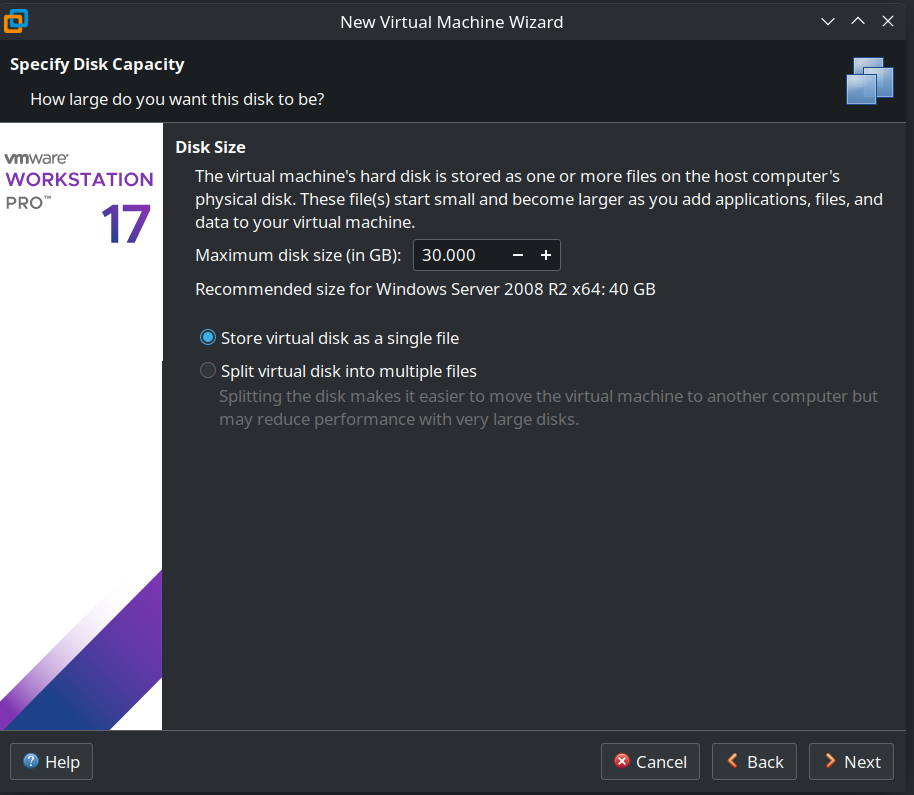 New Virtual Machine Wizard
Specify Disk Capacity
How large do you want this disk to be?
vmware®
WORKSTATION
PRO™
17
Disk Size
The virtual machine's hard disk is stored as one or more files on the host computer's
physical disk. These file(s) start small and become larger as you add applications, files, and
data to your virtual machine.
Maximum disk size (in GB): 30.000 − +
Recommended size for Windows Server 2008 R2 x64: 40 GB
Store virtual disk as a single file
Split virtual disk into multiple files
Splitting the disk makes it easier to move the virtual machine to another computer but
may reduce performance with very large disks.
Help Cancel Back Next